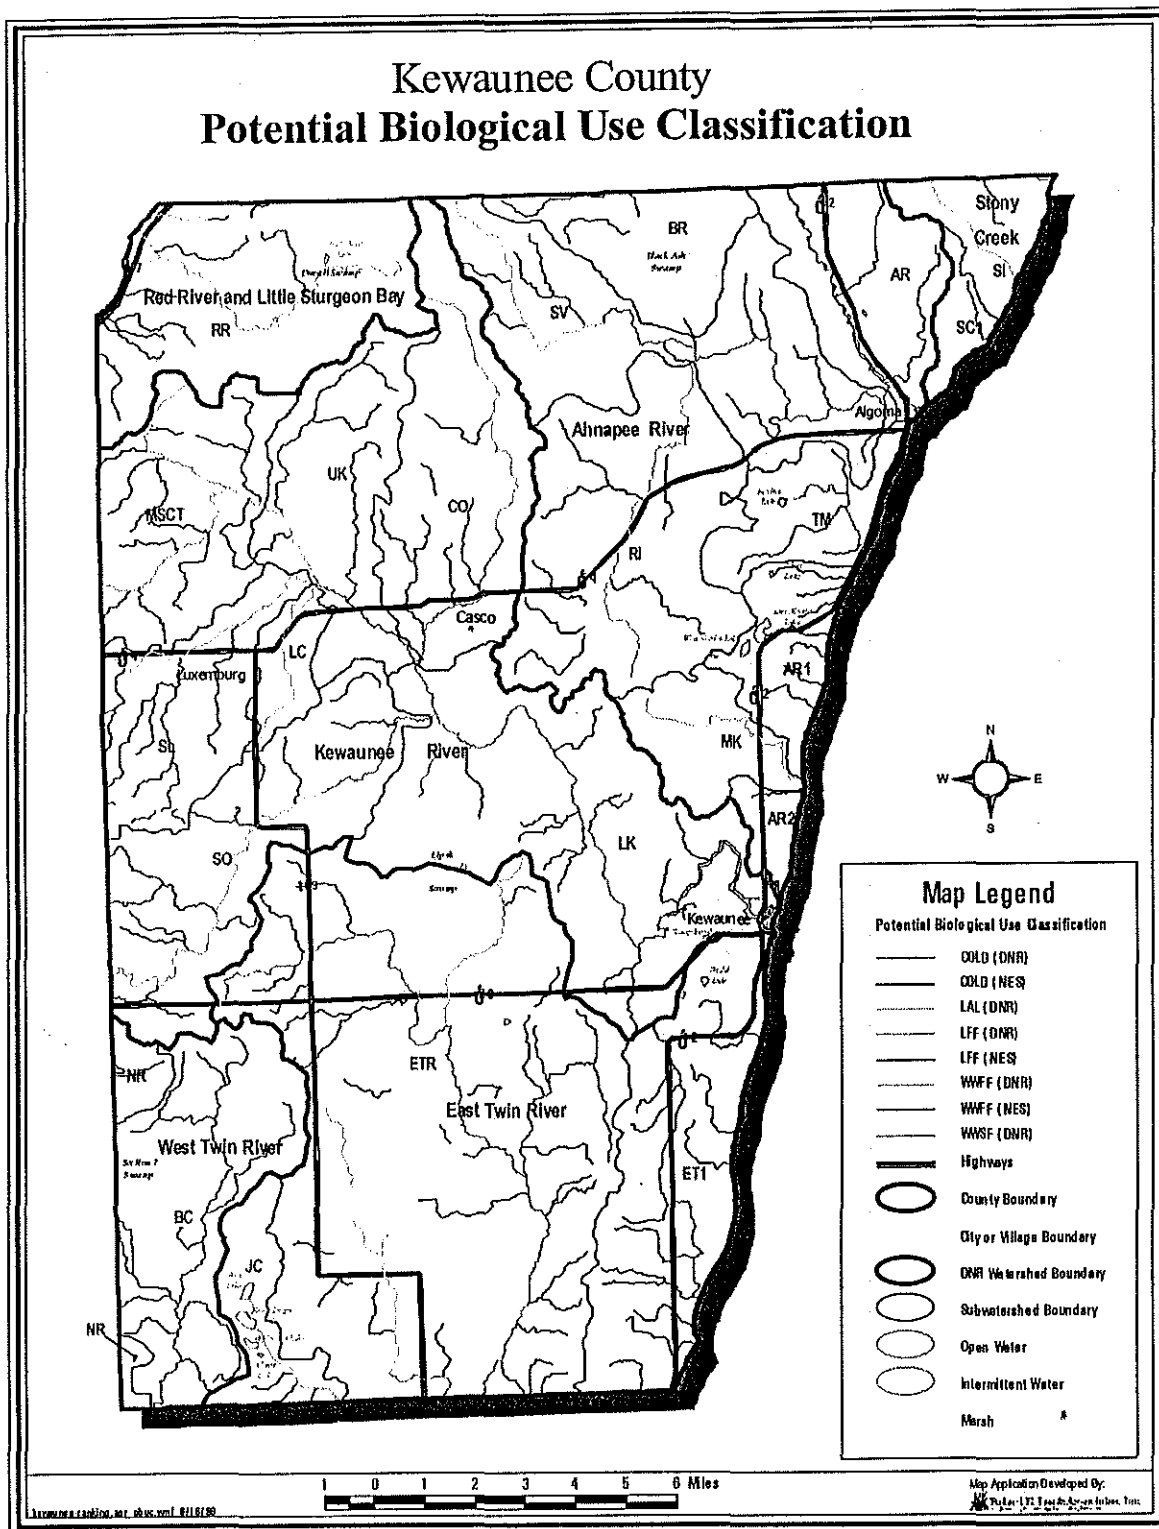 Kewaunee County
Potential Biological Use Classification
Stony
Creek
BR
AR
SI
Red River and Little Sturgeon Bay
RR
SV
SC1
Black Ash
Swamp
Algoma
Ahnapee River
UK
CO
MSCT
TM
RI
Casco
LC
Luxemburg
AR1
SL
Kewaunee River
MK
AR2
LK
SO
Kewaunee
ETR
NR
East Twin River
West Twin River
ET1
BC
JC
NR
N
W E
S
Map Legend
Potential Biological Use Classification
COLD (DNR)
COLD (NES)
LAL (DNR)
LFF (DNR)
LFF (NES)
WWFF (DNR)
WWFF (NES)
WWSF (DNR)
Highways
County Boundary
City or Village Boundary
DNR Watershed Boundary
Subwatershed Boundary
Open Water
Intermittent Water
Marsh
1 0 1 2 3 4 5 6 Miles
Map Application Developed By: